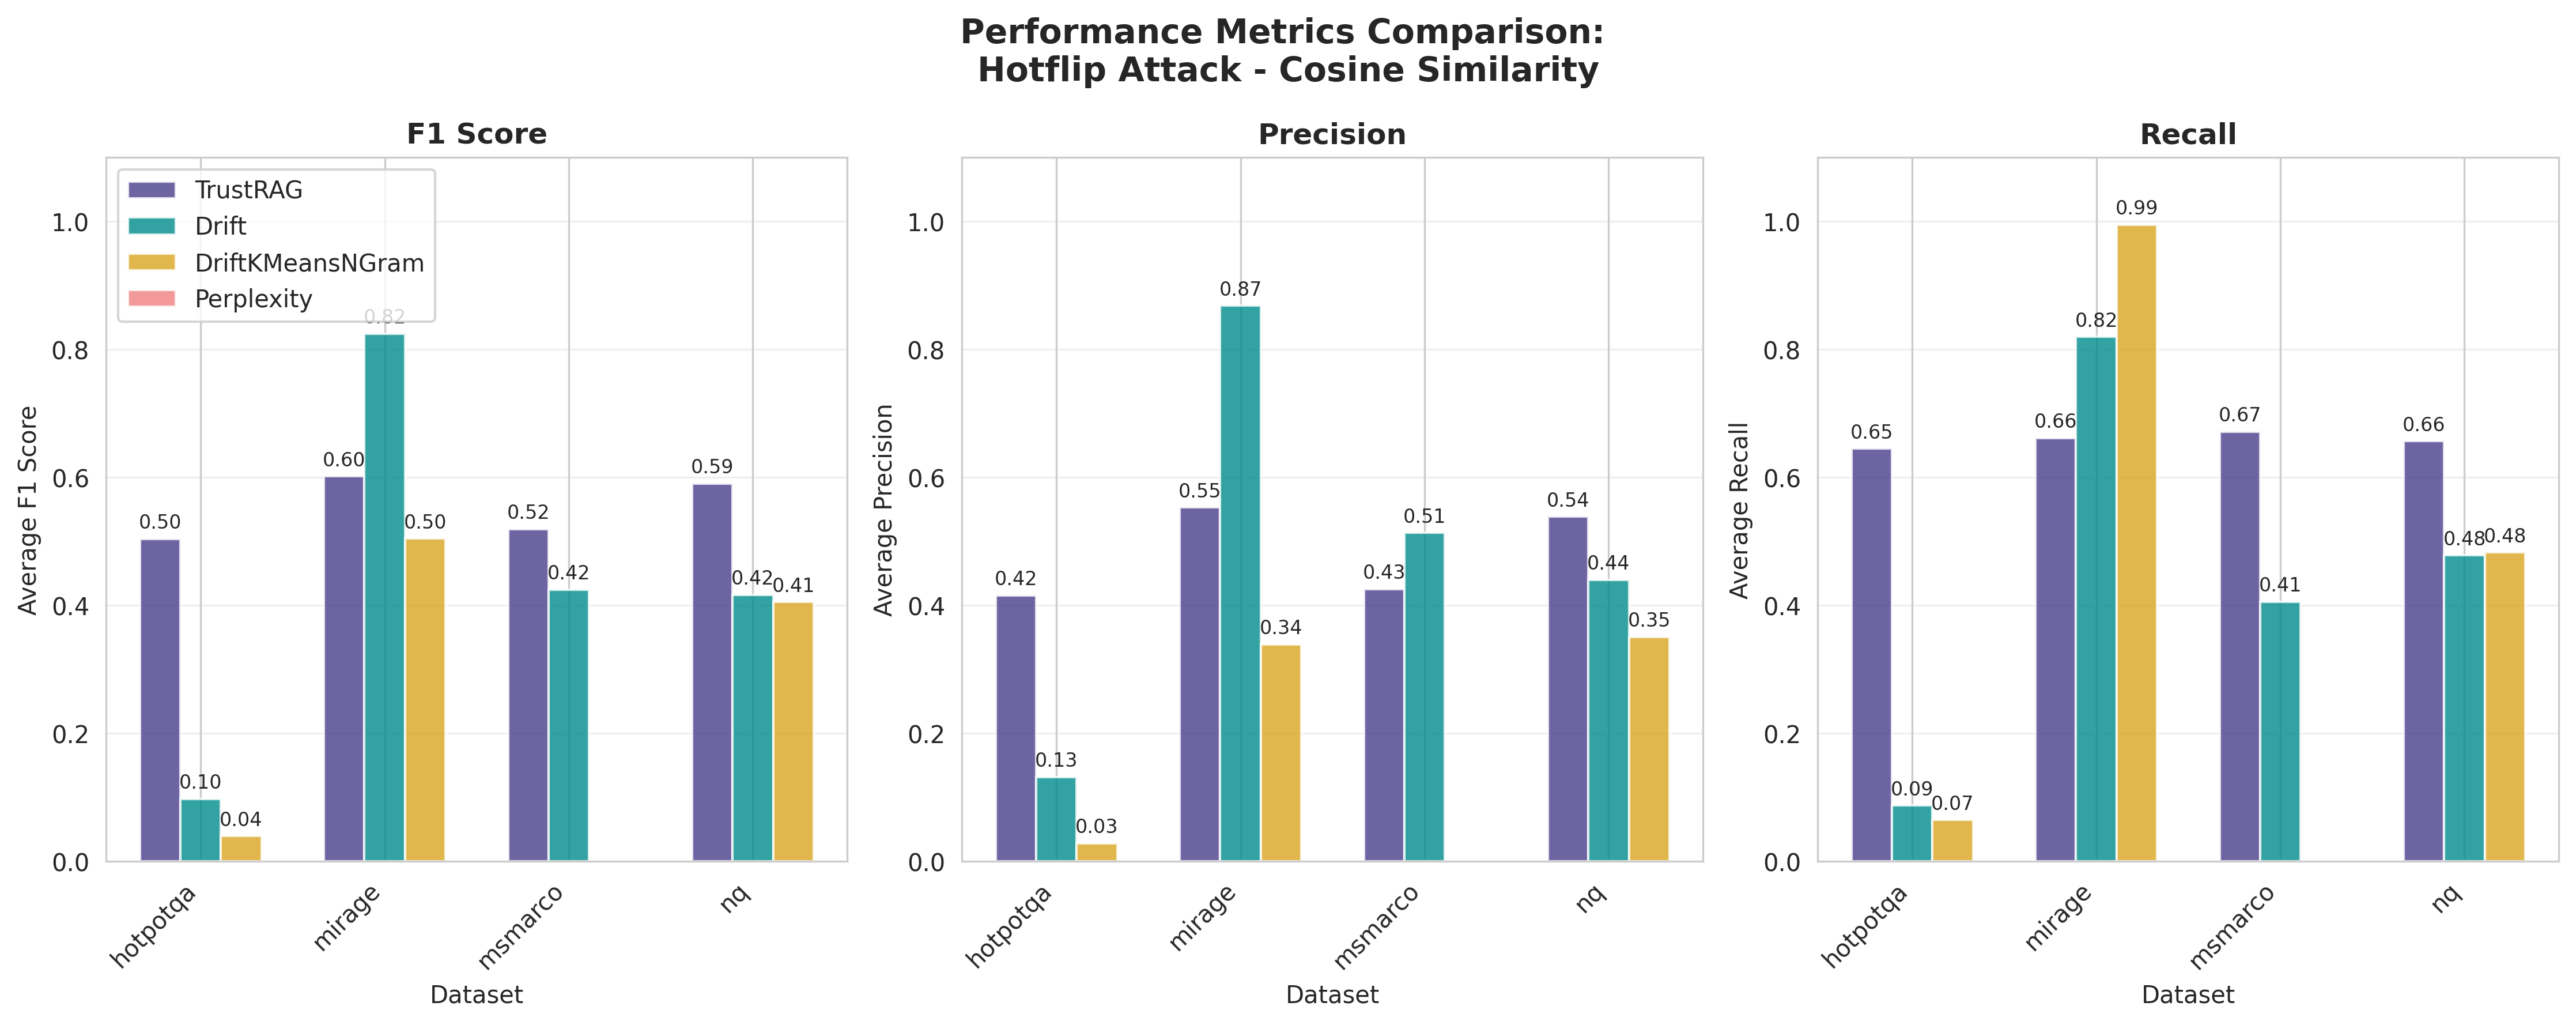 Performance Metrics Comparison:
Hotflip Attack - Cosine Similarity
F1 Score
Average F1 Score
1.0
0.8
0.6
0.4
0.2
0.0
TrustRAG
Drift
DriftKMeansNGram
Perplexity
0.50
0.10
0.04
0.60
0.82
0.50
0.52
0.42
0.59
0.42
0.41
hotpotqa
mirage
msmarco
nq
Dataset
Precision
Average Precision
1.0
0.8
0.6
0.4
0.2
0.0
0.42
0.13
0.03
0.55
0.87
0.34
0.43
0.51
0.54
0.44
0.35
hotpotqa
mirage
msmarco
nq
Dataset
Recall
Average Recall
1.0
0.8
0.6
0.4
0.2
0.0
0.65
0.09
0.07
0.66
0.82
0.99
0.67
0.41
0.66
0.48
0.48
hotpotqa
mirage
msmarco
nq
Dataset